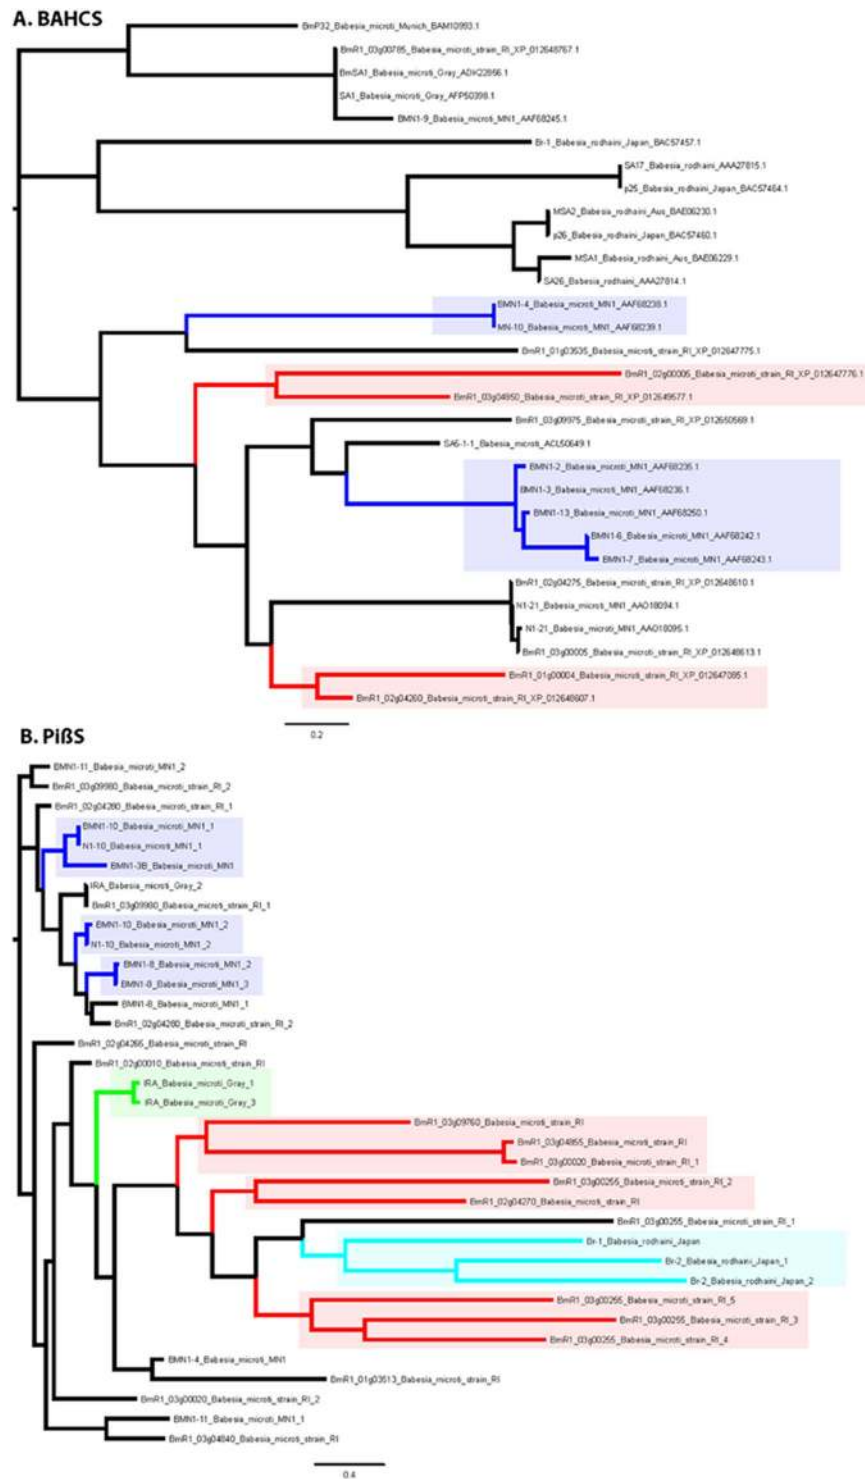 A. BAHCS
BmP32_Babesia_microti_Munich_BAM10993.1
BmR1_03g00785_Babesia_microti_strain_RI_XP_012648767.1
BmSA1_Babesia_microti_Gray_ADK22956.1
SA1_Babesia_microti_Gray_AFP50398.1
BMN1-9_Babesia_microti_MN1_AAF68245.1
Br-1_Babesia_rodhaini_Japan_BAC57457.1
SA17_Babesia_rodhaini_AAA27815.1
p25_Babesia_rodhaini_Japan_BAC57464.1
MSA2_Babesia_rodhaini_Aus_BAE06230.1
p26_Babesia_rodhaini_Japan_BAC57460.1
MSA1_Babesia_rodhaini_Aus_BAE06229.1
SA26_Babesia_rodhaini_AAA27814.1
BMN1-4_Babesia_microti_MN1_AAF68238.1
MN-10_Babesia_microti_MN1_AAF68239.1
BmR1_01g03535_Babesia_microti_strain_RI_XP_012647775.1
BmR1_02g00005_Babesia_microti_strain_RI_XP_012647776.1
BmR1_03g04850_Babesia_microti_strain_RI_XP_012649577.1
BmR1_03g09975_Babesia_microti_strain_RI_XP_012650569.1
SA5-1-1_Babesia_microti_ACL50649.1
BMN1-2_Babesia_microti_MN1_AAF68235.1
BMN1-3_Babesia_microti_MN1_AAF68236.1
BMN1-13_Babesia_microti_MN1_AAF68250.1
BMN1-6_Babesia_microti_MN1_AAF68242.1
BMN1-7_Babesia_microti_MN1_AAF68243.1
BmR1_02g04275_Babesia_microti_strain_RI_XP_012648610.1
N1-21_Babesia_microti_MN1_AAO18094.1
N1-21_Babesia_microti_MN1_AAO18095.1
BmR1_03g00005_Babesia_microti_strain_RI_XP_012648613.1
BmR1_01g00004_Babesia_microti_strain_RI_XP_012647085.1
BmR1_02g04260_Babesia_microti_strain_RI_XP_012648607.1
0.2
B. PißS
BMN1-11_Babesia_microti_MN1_2
BmR1_03g09980_Babesia_microti_strain_RI_2
BmR1_02g04280_Babesia_microti_strain_RI_1
BMN1-10_Babesia_microti_MN1_1
N1-10_Babesia_microti_MN1_1
BMN1-3B_Babesia_microti_MN1
IRA_Babesia_microti_Gray_2
BmR1_03g09980_Babesia_microti_strain_RI_1
BMN1-10_Babesia_microti_MN1_2
N1-10_Babesia_microti_MN1_2
BMN1-8_Babesia_microti_MN1_2
BMN1-8_Babesia_microti_MN1_3
BMN1-8_Babesia_microti_MN1_1
BmR1_02g04280_Babesia_microti_strain_RI_2
BmR1_02g04265_Babesia_microti_strain_RI
BmR1_02g00010_Babesia_microti_strain_RI
IRA_Babesia_microti_Gray_1
IRA_Babesia_microti_Gray_3
BmR1_03g09760_Babesia_microti_strain_RI
BmR1_03g04855_Babesia_microti_strain_RI
BmR1_03g00020_Babesia_microti_strain_RI_1
BmR1_03g00255_Babesia_microti_strain_RI_2
BmR1_02g04270_Babesia_microti_strain_RI
BmR1_03g00255_Babesia_microti_strain_RI_1
Br-1_Babesia_rodhaini_Japan
Br-2_Babesia_rodhaini_Japan_1
Br-2_Babesia_rodhaini_Japan_2
BmR1_03g00255_Babesia_microti_strain_RI_5
BmR1_03g00255_Babesia_microti_strain_RI_3
BmR1_03g00255_Babesia_microti_strain_RI_4
BMN1-4_Babesia_microti_MN1
BmR1_01g03513_Babesia_microti_strain_RI
BmR1_03g00020_Babesia_microti_strain_RI_2
BMN1-11_Babesia_microti_MN1_1
BmR1_03g04840_Babesia_microti_strain_RI
0.4